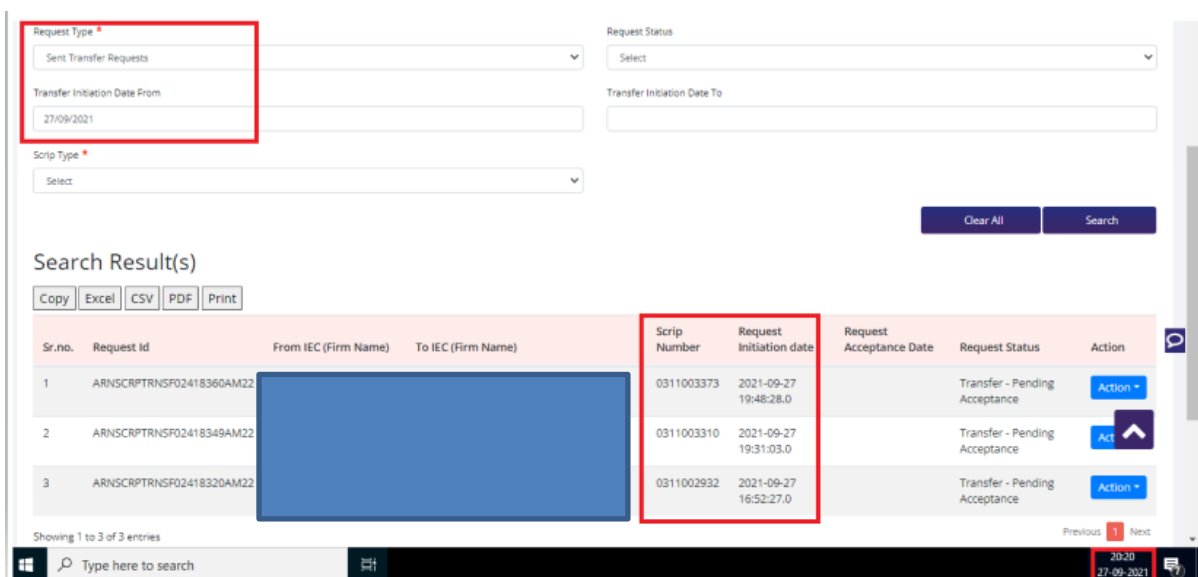 Request Type *
Request Status
Sent Transfer Requests
Select
Transfer Initiation Date From
Transfer Initiation Date To
27/09/2021
Scrip Type *
Select
Clear All
Search
Search Result(s)
Copy Excel CSV PDF Print
Sr.no. Request Id From IEC (Firm Name) To IEC (Firm Name) Scrip Number Request Initiation date Request Acceptance Date Request Status Action
1 ARNSCRPTRNSF02418360AM22 0311003373 2021-09-27 Transfer - Pending Action
19:48:28.0 Acceptance
2 ARNSCRPTRNSF02418349AM22 0311003310 2021-09-27 Transfer - Pending Act
19:31:03.0 Acceptance
3 ARNSCRPTRNSF02418320AM22 0311002932 2021-09-27 Transfer - Pending Action
16:52:27.0 Acceptance
Showing 1 to 3 of 3 entries
Previous 1 Next
Type here to search
20:20
27-09-2021
7